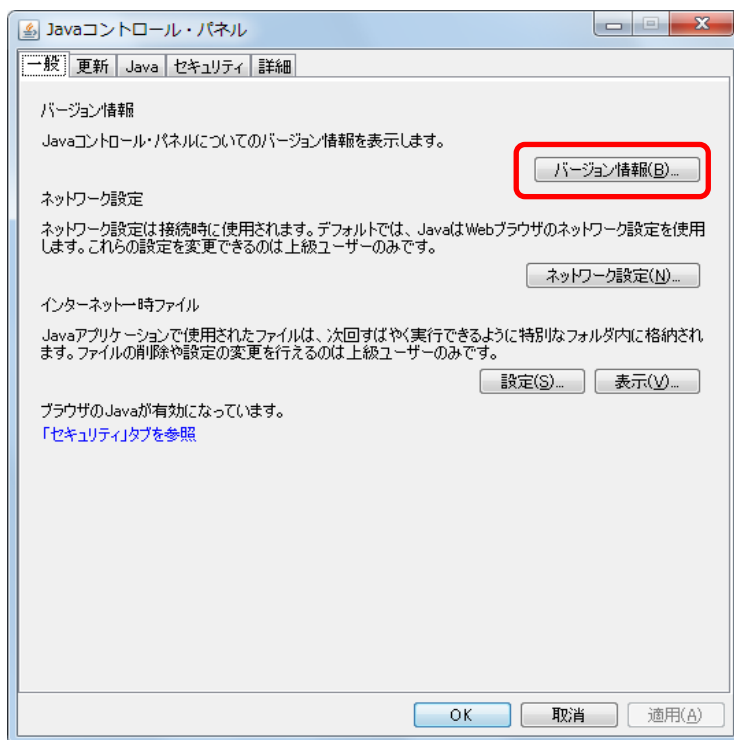 Javaコントロール・パネル
一般 更新 Java セキュリティ 詳細
バージョン情報
Javaコントロール・パネルについてのバージョン情報を表示します。
バージョン情報(B)...
ネットワーク設定
ネットワーク設定は接続時に使用されます。デフォルトでは、JavaはWebブラウザのネットワーク設定を使用
します。これらの設定を変更できるのは上級ユーザーのみです。
ネットワーク設定(N)...
インターネット一時ファイル
Javaアプリケーションで使用されたファイルは、次回すばやく実行できるように特別なフォルダ内に格納され
ます。ファイルの削除や設定の変更を行えるのは上級ユーザーのみです。
設定(S)... 表示(V)...
ブラウザのJavaが有効になっています。
「セキュリティ」タブを参照
OK 取消 適用(A)